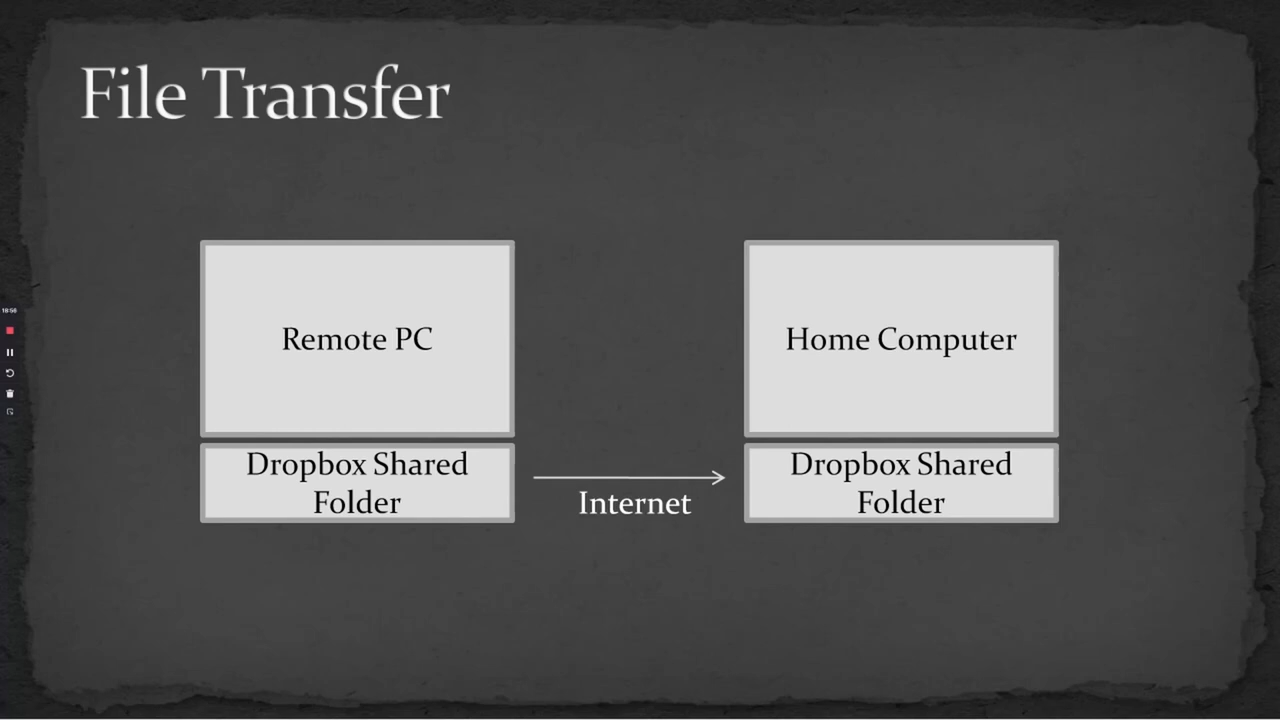 File Transfer
Remote PC
Home Computer
Dropbox Shared
Folder
Internet
Dropbox Shared
Folder